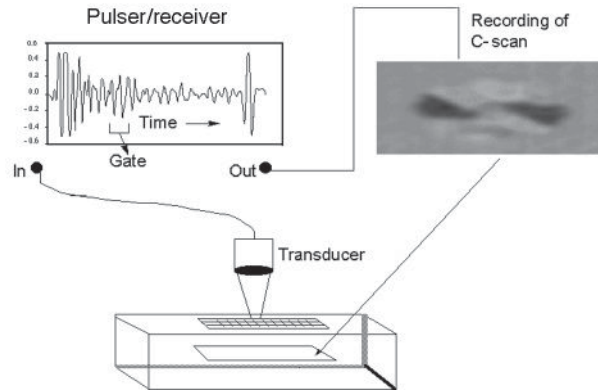 Pulser/receiver
Recording of
C-scan
0.6
0.4
0.2
0.0
-0.2
-0.4
-0.6
Time
Gate
In
Out
Transducer